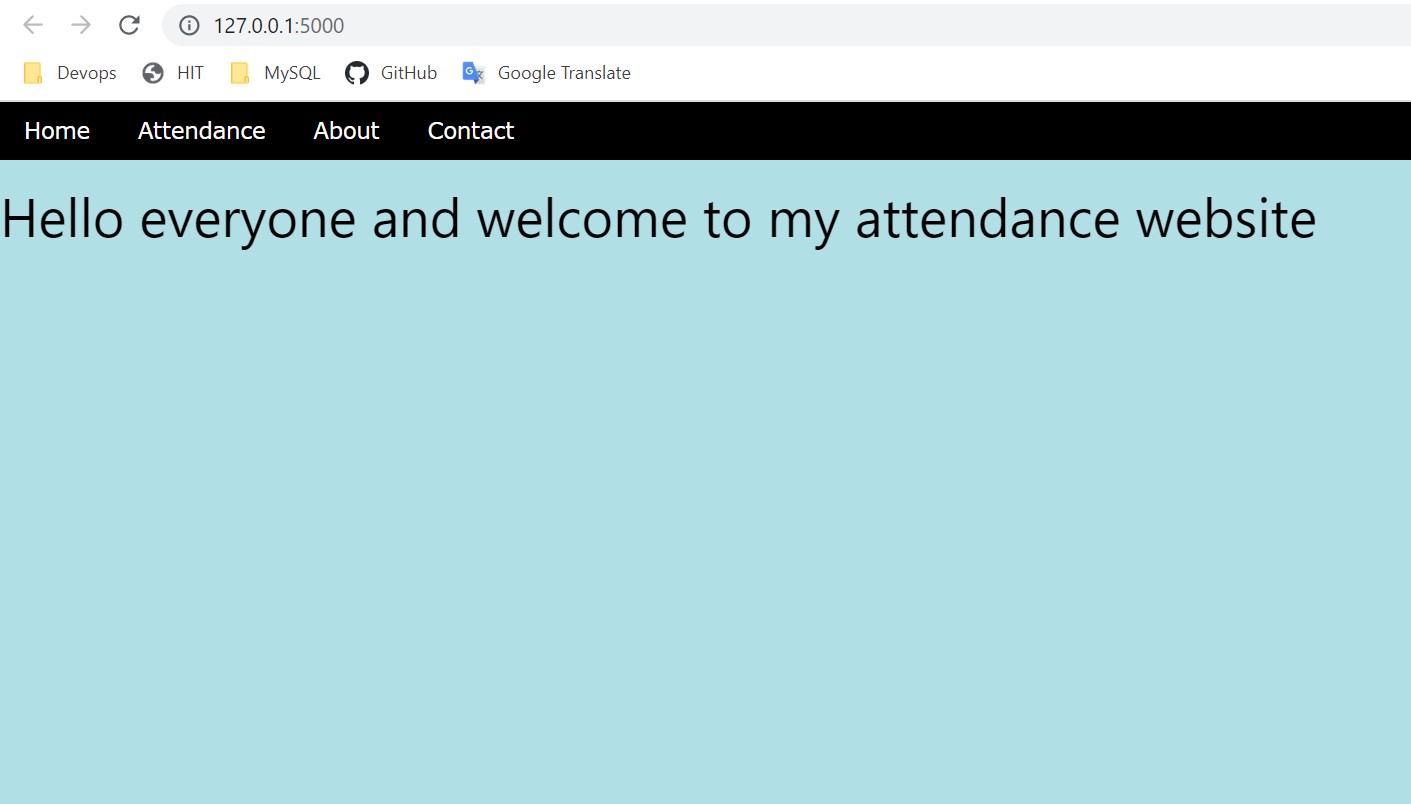 127.0.0.1:5000
Devops HIT MySQL GitHub Google Translate
Home Attendance About Contact
Hello everyone and welcome to my attendance website